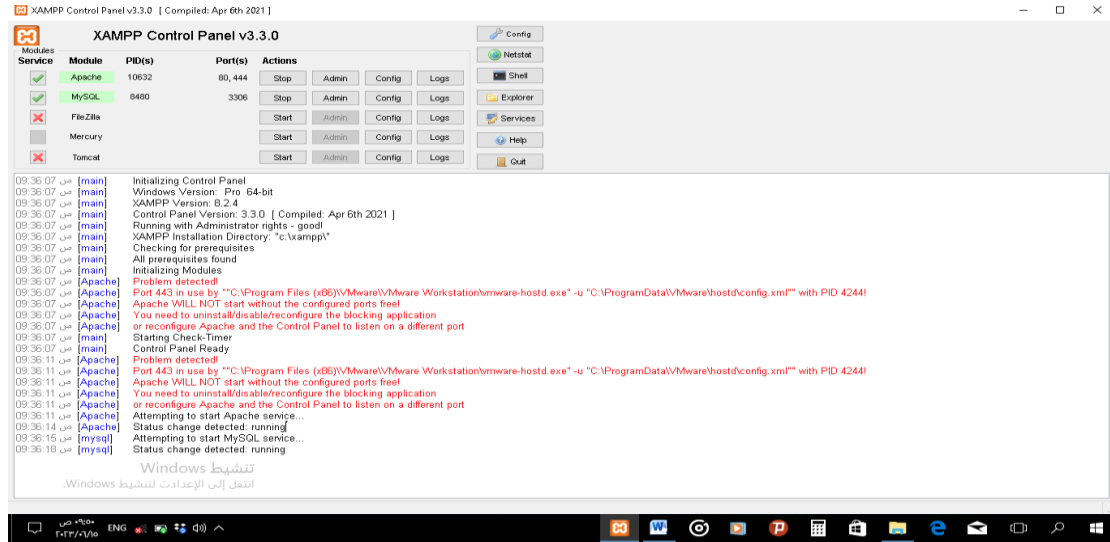 XAMPP Control Panel v3.3.0 [ Compiled: Apr 6th 2021 ]
XAMPP Control Panel v3.3.0
Config
Modules
Service Module PID(s) Port(s) Actions
Netstat
Apache 10632 80, 444 Stop Admin Config Logs
Shell
MySQL 8480 3306 Stop Admin Config Logs
Explorer
FileZilla Start Admin Config Logs
Services
Mercury Start Admin Config Logs
Help
Tomcat Start Admin Config Logs
Quit
09:36:07 ص [main] Initializing Control Panel
09:36:07 ص [main] Windows Version: Pro 64-bit
09:36:07 ص [main] XAMPP Version: 8.2.4
09:36:07 ص [main] Control Panel Version: 3.3.0 [ Compiled: Apr 6th 2021 ]
09:36:07 ص [main] Running with Administrator rights - good!
09:36:07 ص [main] XAMPP Installation Directory: "c:\xampp\"
09:36:07 ص [main] Checking for prerequisites
09:36:07 ص [main] All prerequisites found
09:36:07 ص [main] Initializing Modules
09:36:07 ص [Apache] Problem detected!
09:36:07 ص [Apache] Port 443 in use by ""C:\Program Files (x86)\VMware\VMware Workstation\vmware-hostd.exe" -u "C:\ProgramData\VMware\hostd\config.xml"" with PID 4244!
09:36:07 ص [Apache] Apache WILL NOT start without the configured ports free!
09:36:07 ص [Apache] You need to uninstall/disable/reconfigure the blocking application
09:36:07 ص [Apache] or reconfigure Apache and the Control Panel to listen on a different port
09:36:07 ص [main] Starting Check-Timer
09:36:07 ص [main] Control Panel Ready
09:36:11 ص [Apache] Problem detected!
09:36:11 ص [Apache] Port 443 in use by ""C:\Program Files (x86)\VMware\VMware Workstation\vmware-hostd.exe" -u "C:\ProgramData\VMware\hostd\config.xml"" with PID 4244!
09:36:11 ص [Apache] Apache WILL NOT start without the configured ports free!
09:36:11 ص [Apache] You need to uninstall/disable/reconfigure the blocking application
09:36:11 ص [Apache] or reconfigure Apache and the Control Panel to listen on a different port
09:36:11 ص [Apache] Attempting to start Apache service...
09:36:14 ص [Apache] Status change detected: running
09:36:15 ص [mysql] Attempting to start MySQL service...
09:36:18 ص [mysql] Status change detected: running
تنشيط Windows
انتقل إلى الإعدادت لتنشيط Windows.
٠٩:٥٠ ص
ENG
٢٠٢٣/٠٦/١٥